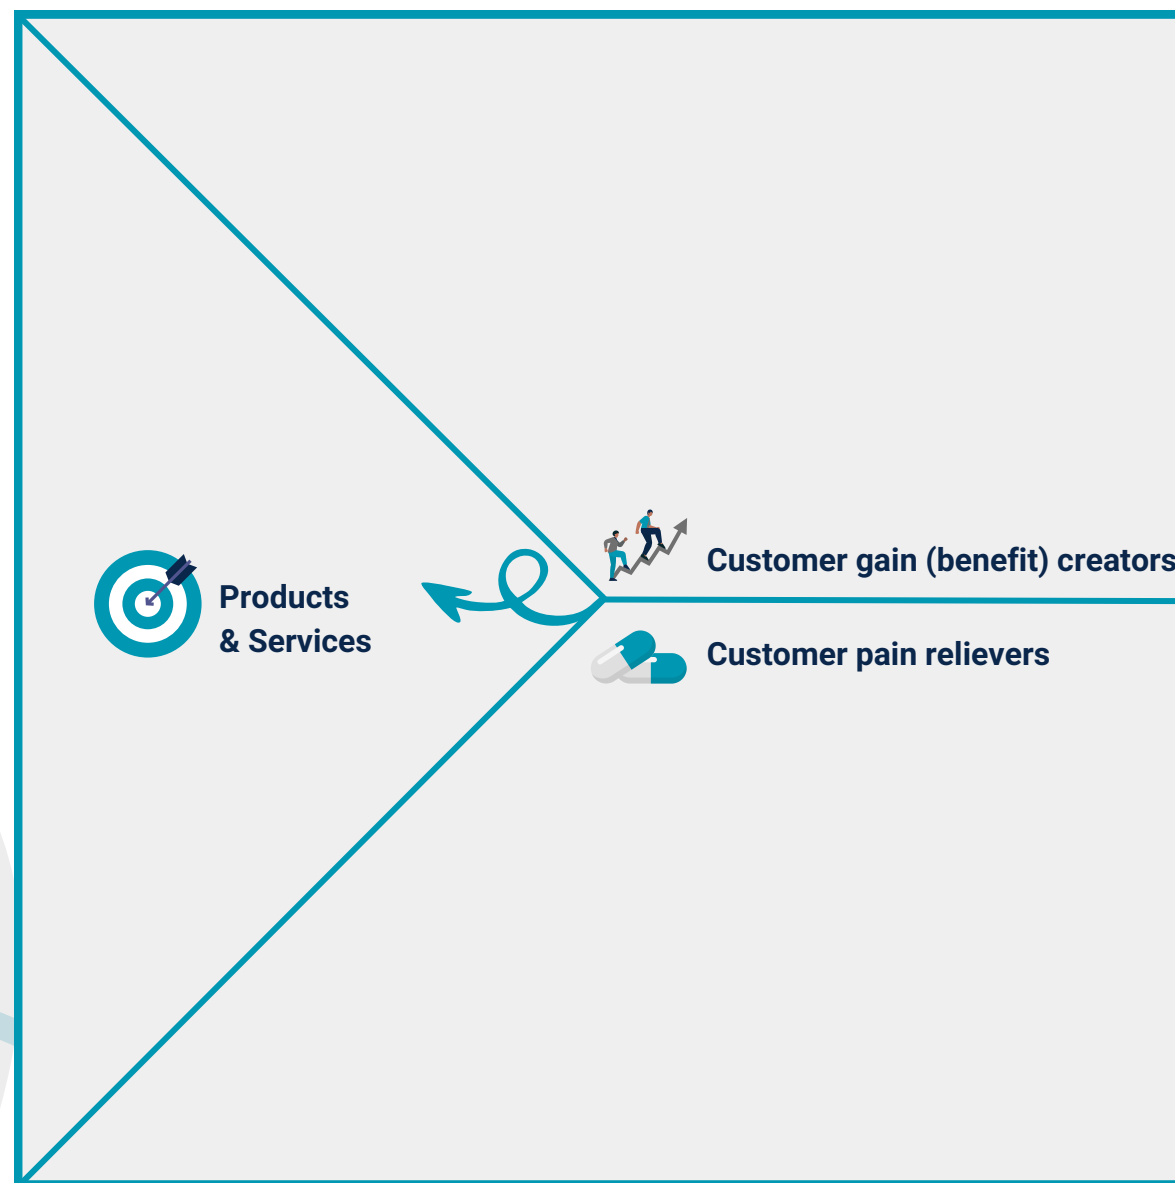 Customer gain (benefit) creators
Products
& Services
Customer pain relievers